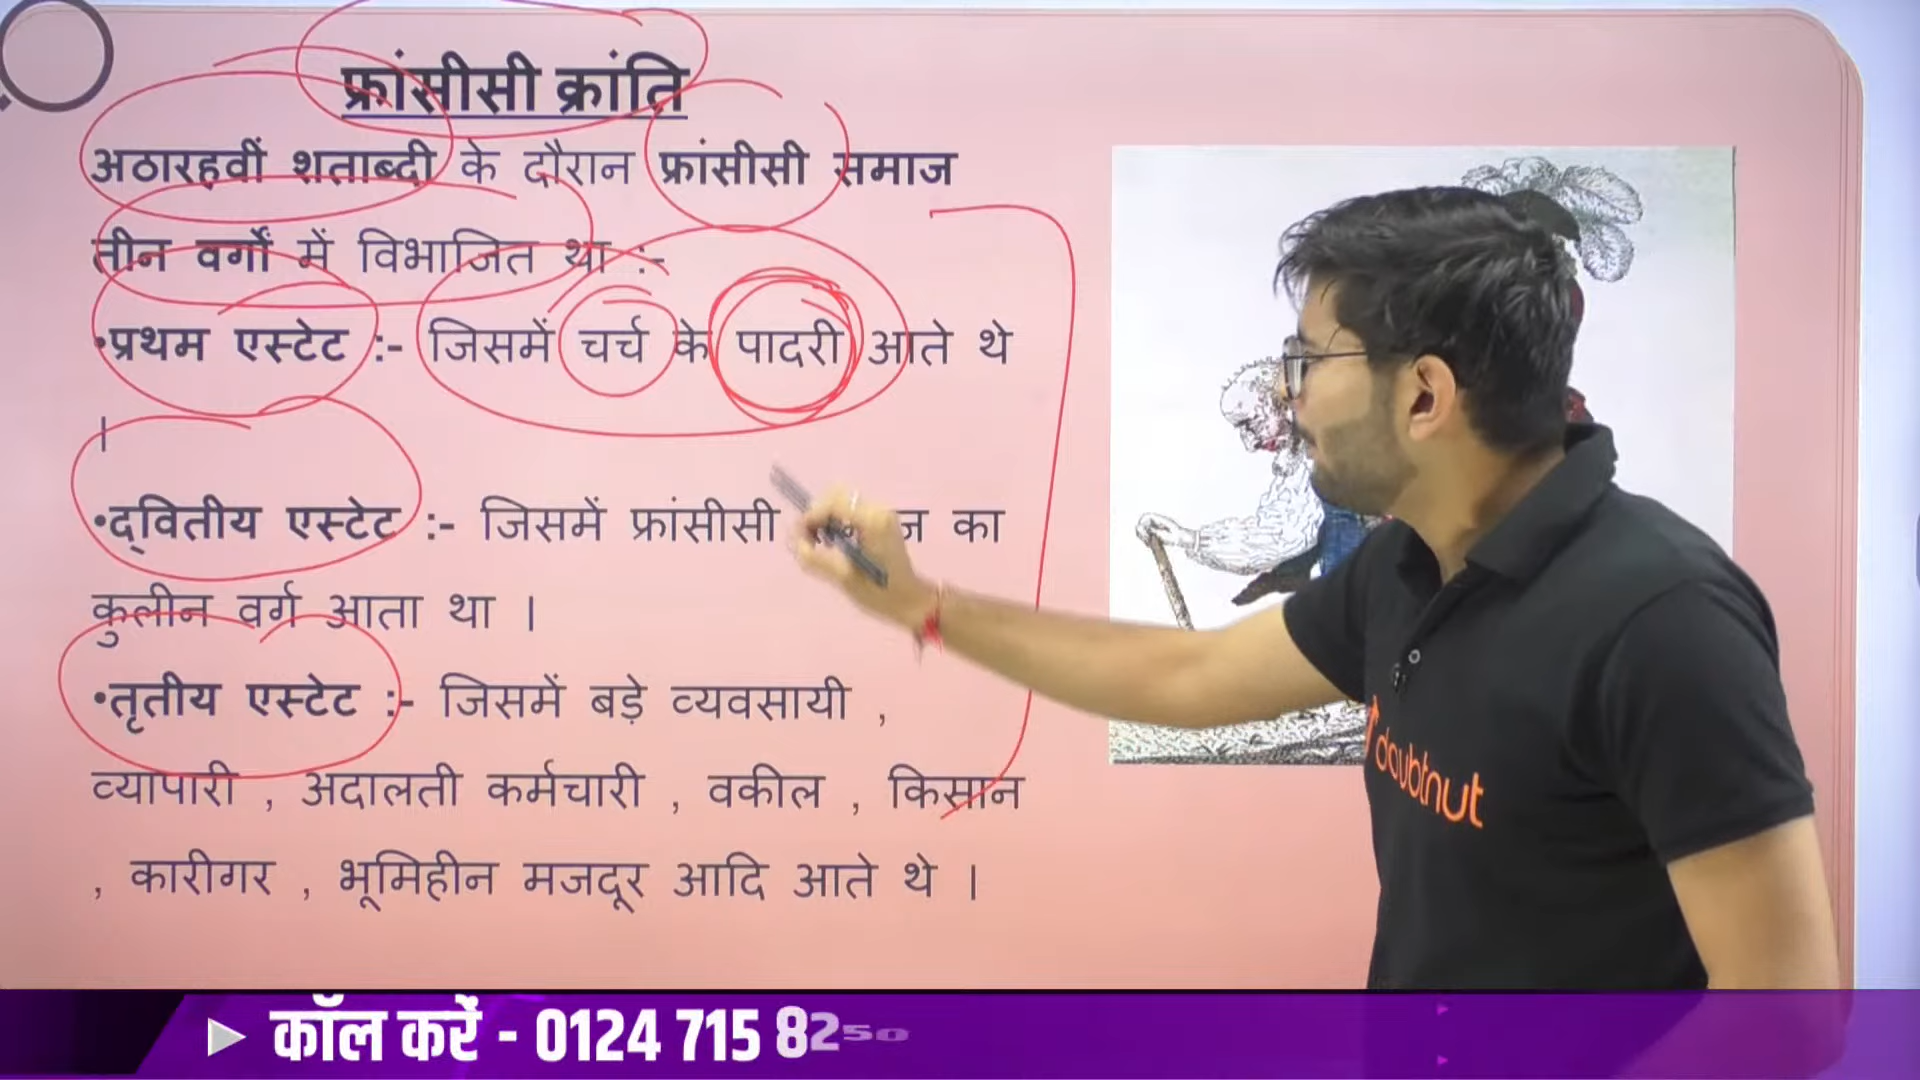 फ्रांसीसी क्रांति
अठारहवीं शताब्दी के दौरान फ्रांसीसी समाज
तीन वर्गों में विभाजित था :-
•प्रथम एस्टेट :- जिसमें चर्च के पादरी आते थे
।
•द्वितीय एस्टेट :- जिसमें फ्रांसीसी का
कुलीन वर्ग आता था ।
•तृतीय एस्टेट :- जिसमें बड़े व्यवसायी ,
व्यापारी , अदालती कर्मचारी , वकील , किसान
, कारीगर , भूमिहीन मजदूर आदि आते थे ।
doubtnut
कॉल करें - 0124 715 8250